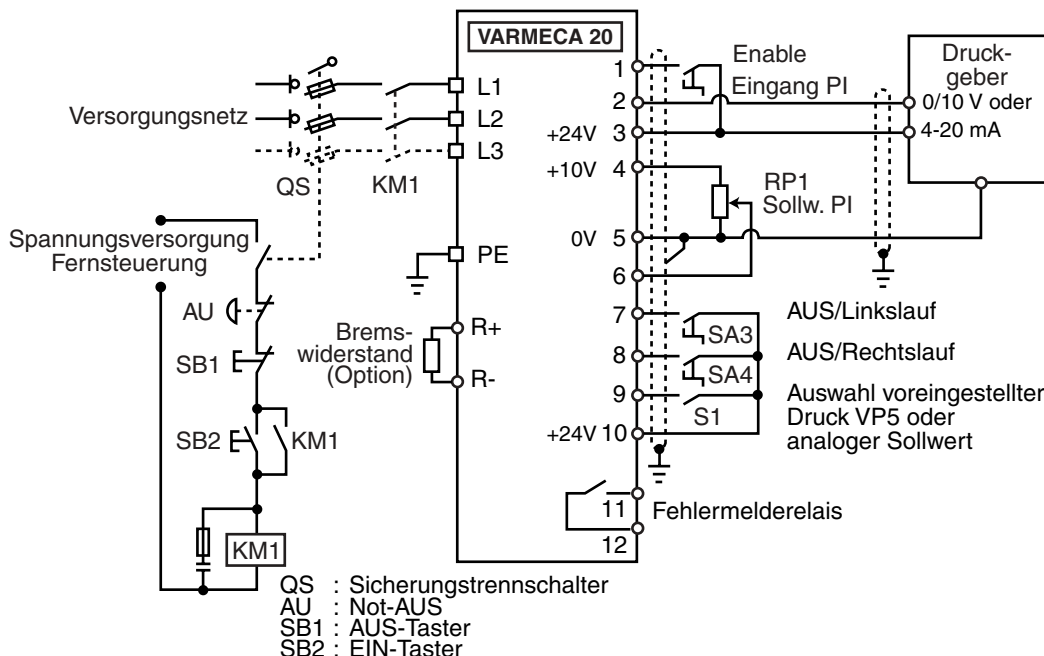 VARMECA 20
Versorgungsnetz
QS
KM1
L1
L2
L3
PE
Spannungsversorgung
Fernsteuerung
AU
SB1
SB2
KM1
KM1
Brems-
widerstand
(Option)
R+
R-
1
2
+24V 3
+10V 4
0V 5
6
7
8
9
+24V 10
11
12
Enable
Eingang PI
RP1
Sollw. PI
SA3
SA4
S1
Druck-
geber
0/10 V oder
4-20 mA
AUS/Linkslauf
AUS/Rechtslauf
Auswahl voreingestellter
Druck VP5 oder
analoger Sollwert
Fehlermelderelais
QS : Sicherungstrennschalter
AU : Not-AUS
SB1 : AUS-Taster
SB2 : EIN-Taster